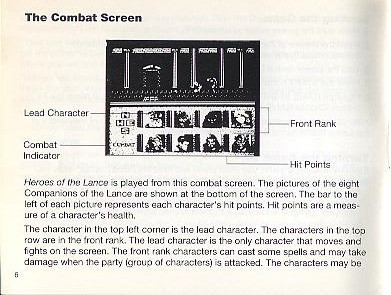 The Combat Screen
Lead Character
N
W E
S
Front Rank
Combat
Indicator
COMBAT
Hit Points
Heroes of the Lance is played from this combat screen. The pictures of the eight
Companions of the Lance are shown at the bottom of the screen. The bar to the
left of each picture represents each character's hit points. Hit points are a meas-
ure of a character's health.
The character in the top left corner is the lead character. The characters in the top
row are in the front rank. The lead character is the only character that moves and
fights on the screen. The front rank characters can cast some spells and may take
damage when the party (group of characters) is attacked. The characters may be
6